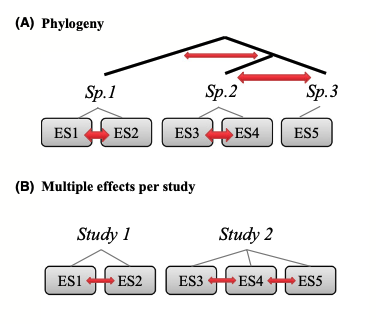 (A) Phylogeny
Sp.1 Sp.2 Sp.3
ES1 ES2 ES3 ES4 ES5
(B) Multiple effects per study
Study 1 Study 2
ES1 ES2 ES3 ES4 ES5